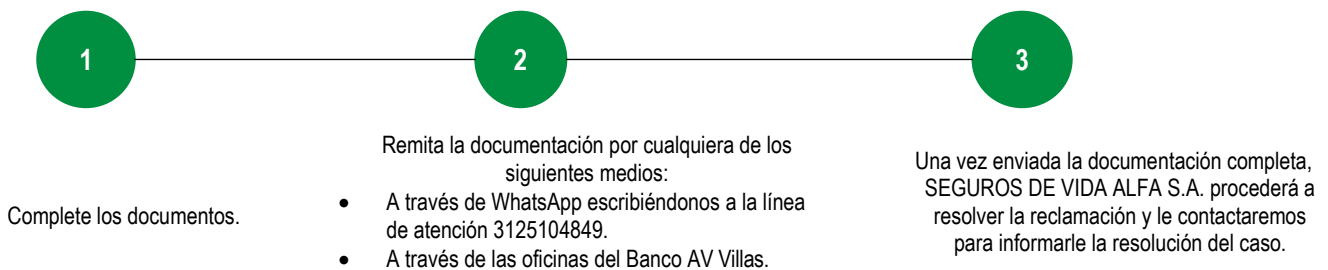 1
2
3
Complete los documentos.
Remita la documentación por cualquiera de los
siguientes medios:
• A través de WhatsApp escribiéndonos a la línea
de atención 3125104849.
• A través de las oficinas del Banco AV Villas.
Una vez enviada la documentación completa,
SEGUROS DE VIDA ALFA S.A. procederá a
resolver la reclamación y le contactaremos
para informarle la resolución del caso.